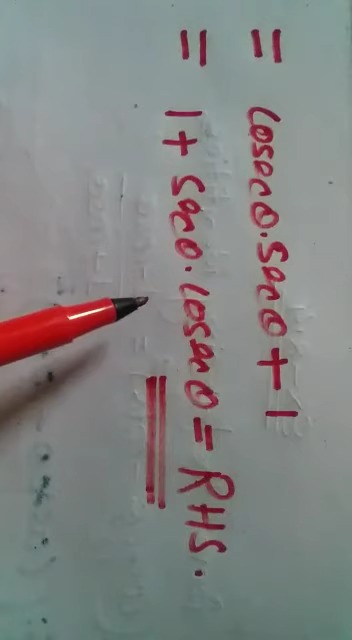 = cosecθ.secθ + 1
= 1 + secθ.cosecθ = RHS.